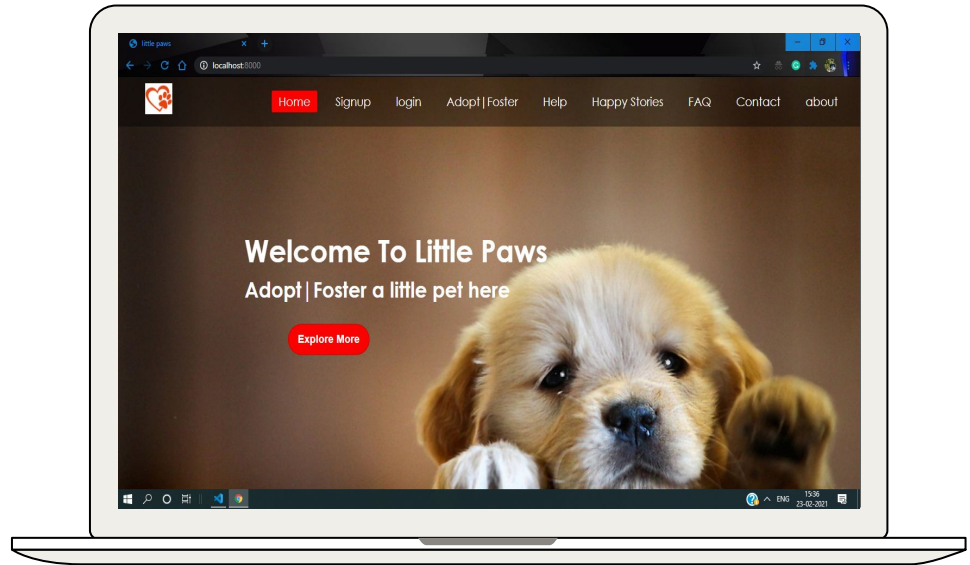 little paws
localhost:8000
Home Signup login Adopt|Foster Help Happy Stories FAQ Contact about
Welcome To Little Paws
Adopt|Foster a little pet here
Explore More
ENG
15:36
23-02-2021